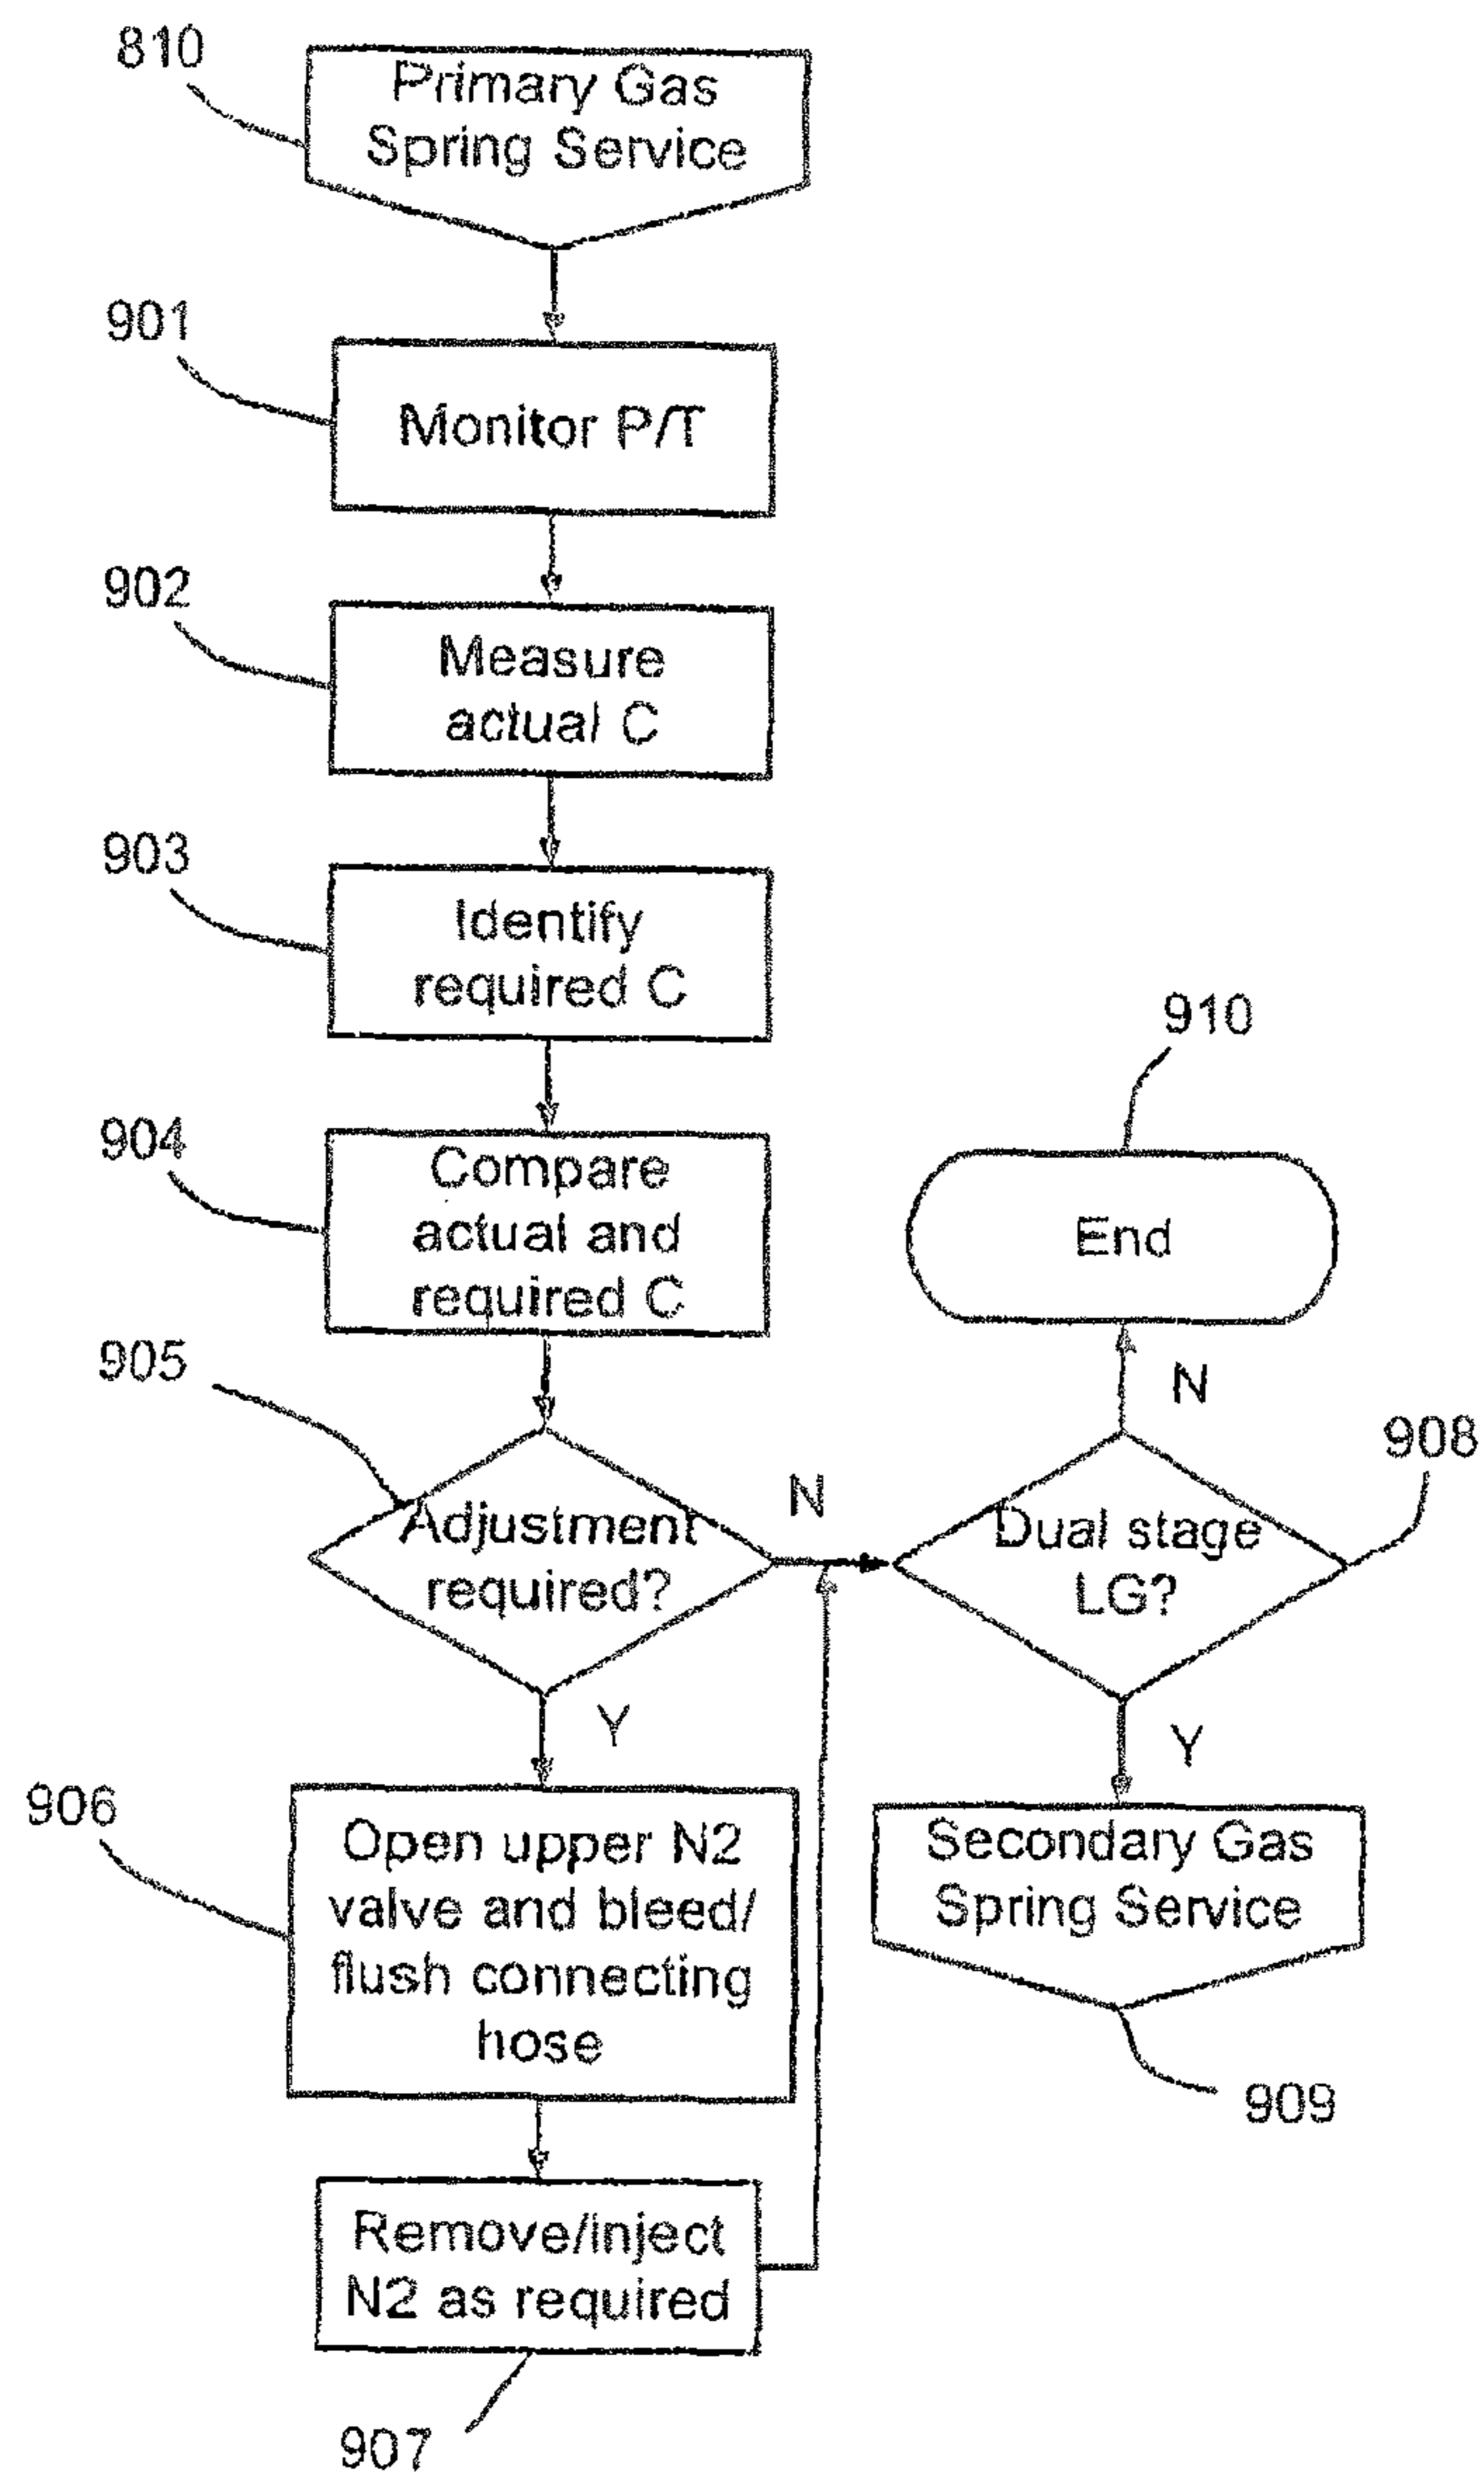 810
Primary Gas
Spring Service
901
Monitor P/T
902
Measure
actual C
903
Identify
required C
904
Compare
actual and
required C
905
Adjustment
required?
N
Y
906
Open upper N2
valve and bleed/
flush connecting
hose
Remove/inject
N2 as required
907
910
End
N
908
Dual stage
LG?
Y
Secondary Gas
Spring Service
909